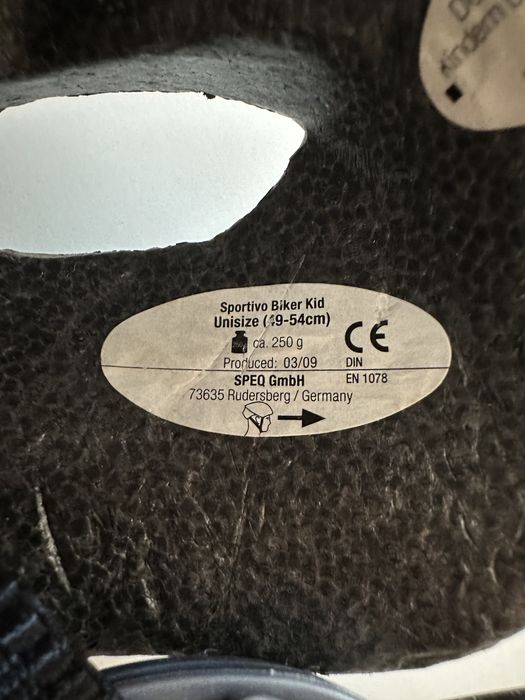 Sportivo Biker Kid
Unisize (49-54cm)
ca. 250 g
CE
Produced: 03/09
DIN
SPEQ GmbH
EN 1078
73635 Rudersberg / Germany